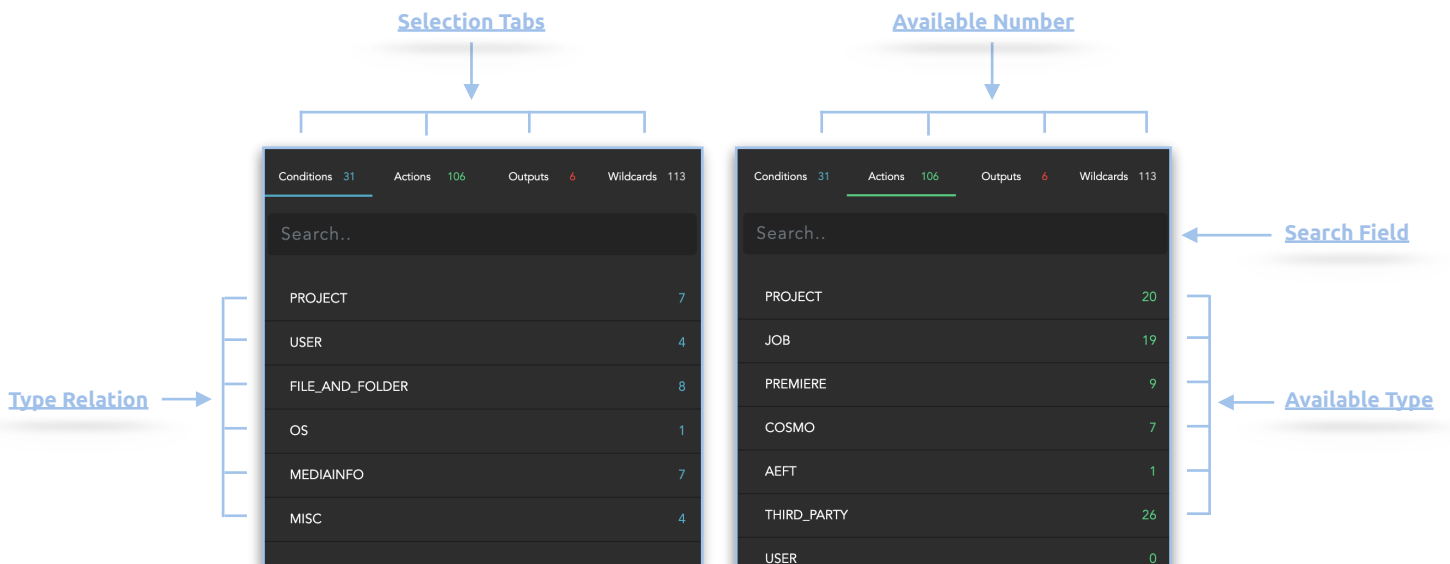 Selection Tabs
Available Number
Conditions 31 Actions 106 Outputs 6 Wildcards 113
Search..
PROJECT 7
USER 4
FILE_AND_FOLDER 8
OS 1
MEDIAINFO 7
MISC 4
Type Relation
Conditions 31 Actions 106 Outputs 6 Wildcards 113
Search..
PROJECT 20
JOB 19
PREMIERE 9
COSMO 7
AEFT 1
THIRD_PARTY 26
USER 0
Search Field
Available Type